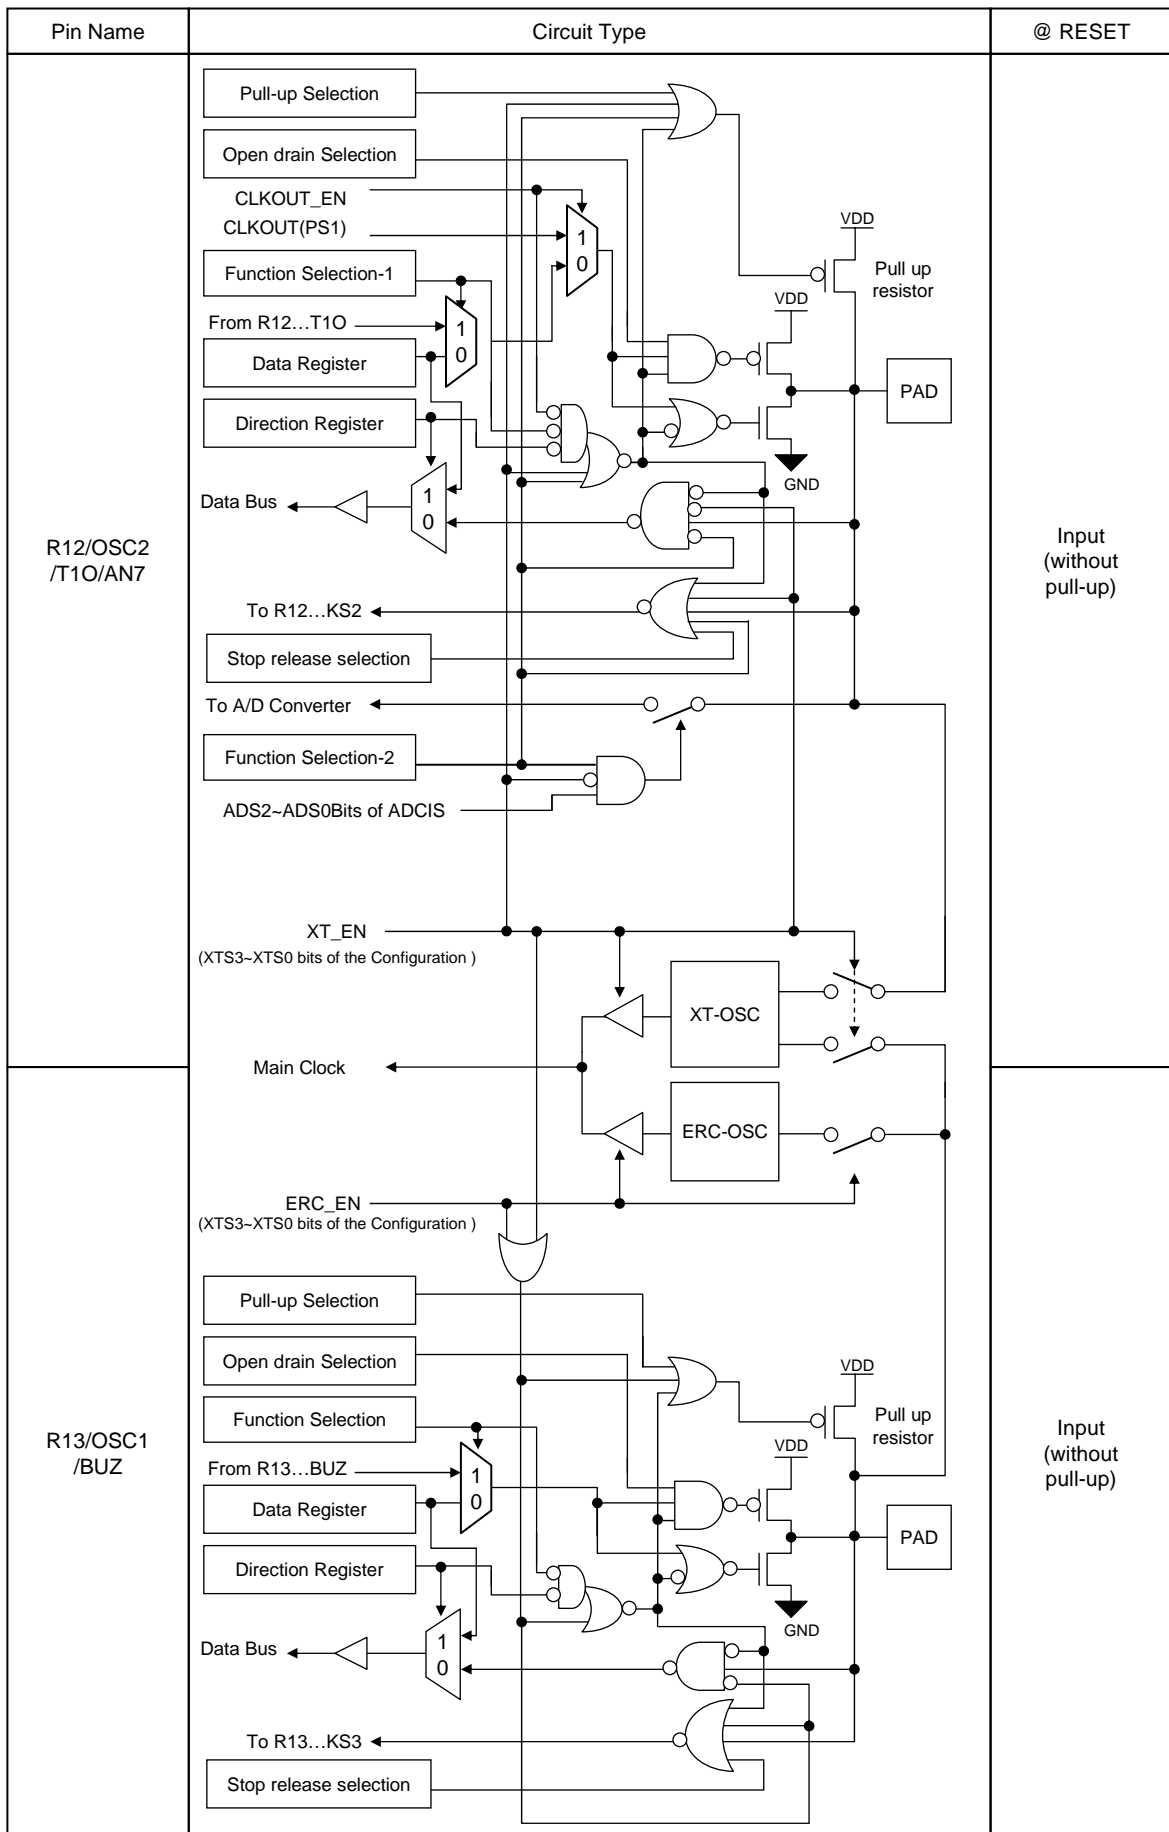 Pin Name
Circuit Type
@ RESET
R12/OSC2
/T1O/AN7
Pull-up Selection
Open drain Selection
CLKOUT_EN
CLKOUT(PS1)
1
0
VDD
Pull up
resistor
Function Selection-1
VDD
From R12...T1O
1
0
Data Register
PAD
Direction Register
GND
Data Bus
1
0
To R12...KS2
Stop release selection
To A/D Converter
Function Selection-2
ADS2~ADS0Bits of ADCIS
XT_EN
(XTS3~XTS0 bits of the Configuration )
XT-OSC
Input
(without
pull-up)
Main Clock
R13/OSC1
/BUZ
ERC-OSC
ERC_EN
(XTS3~XTS0 bits of the Configuration )
Pull-up Selection
Open drain Selection
VDD
Function Selection
Pull up
resistor
VDD
From R13...BUZ
1
0
Data Register
PAD
Direction Register
GND
Data Bus
1
0
To R13...KS3
Stop release selection
Input
(without
pull-up)